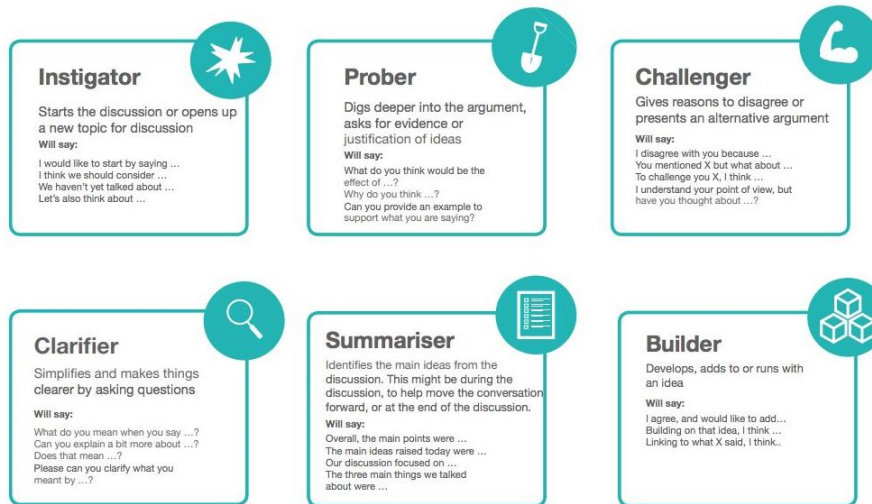 Instigator
Starts the discussion or opens up
a new topic for discussion
Will say:
I would like to start by saying ...
I think we should consider ...
We haven't yet talked about ...
Let's also think about ...
Prober
Digs deeper into the argument,
asks for evidence or
justification of ideas
Will say:
What do you think would be the
effect of ...?
Why do you think ...?
Can you provide an example to
support what you are saying?
Challenger
Gives reasons to disagree or
presents an alternative argument
Will say:
I disagree with you because ...
You mentioned X but what about ...
To challenge you X, I think ...
I understand your point of view, but
have you thought about ...?
Clarifier
Simplifies and makes things
clearer by asking questions
Will say:
What do you mean when you say ...?
Can you explain a bit more about ...?
Does that mean ...?
Please can you clarify what you
meant by ...?
Summariser
Identifies the main ideas from the
discussion. This might be during the
discussion, to help move the conversation
forward, or at the end of the discussion.
Will say:
Overall, the main points were ...
The main ideas raised today were ...
Our discussion focused on ...
The three main things we talked
about were ...
Builder
Develops, adds to or runs with
an idea
Will say:
I agree, and would like to add...
Building on that idea, I think ...
Linking to what X said, I think..